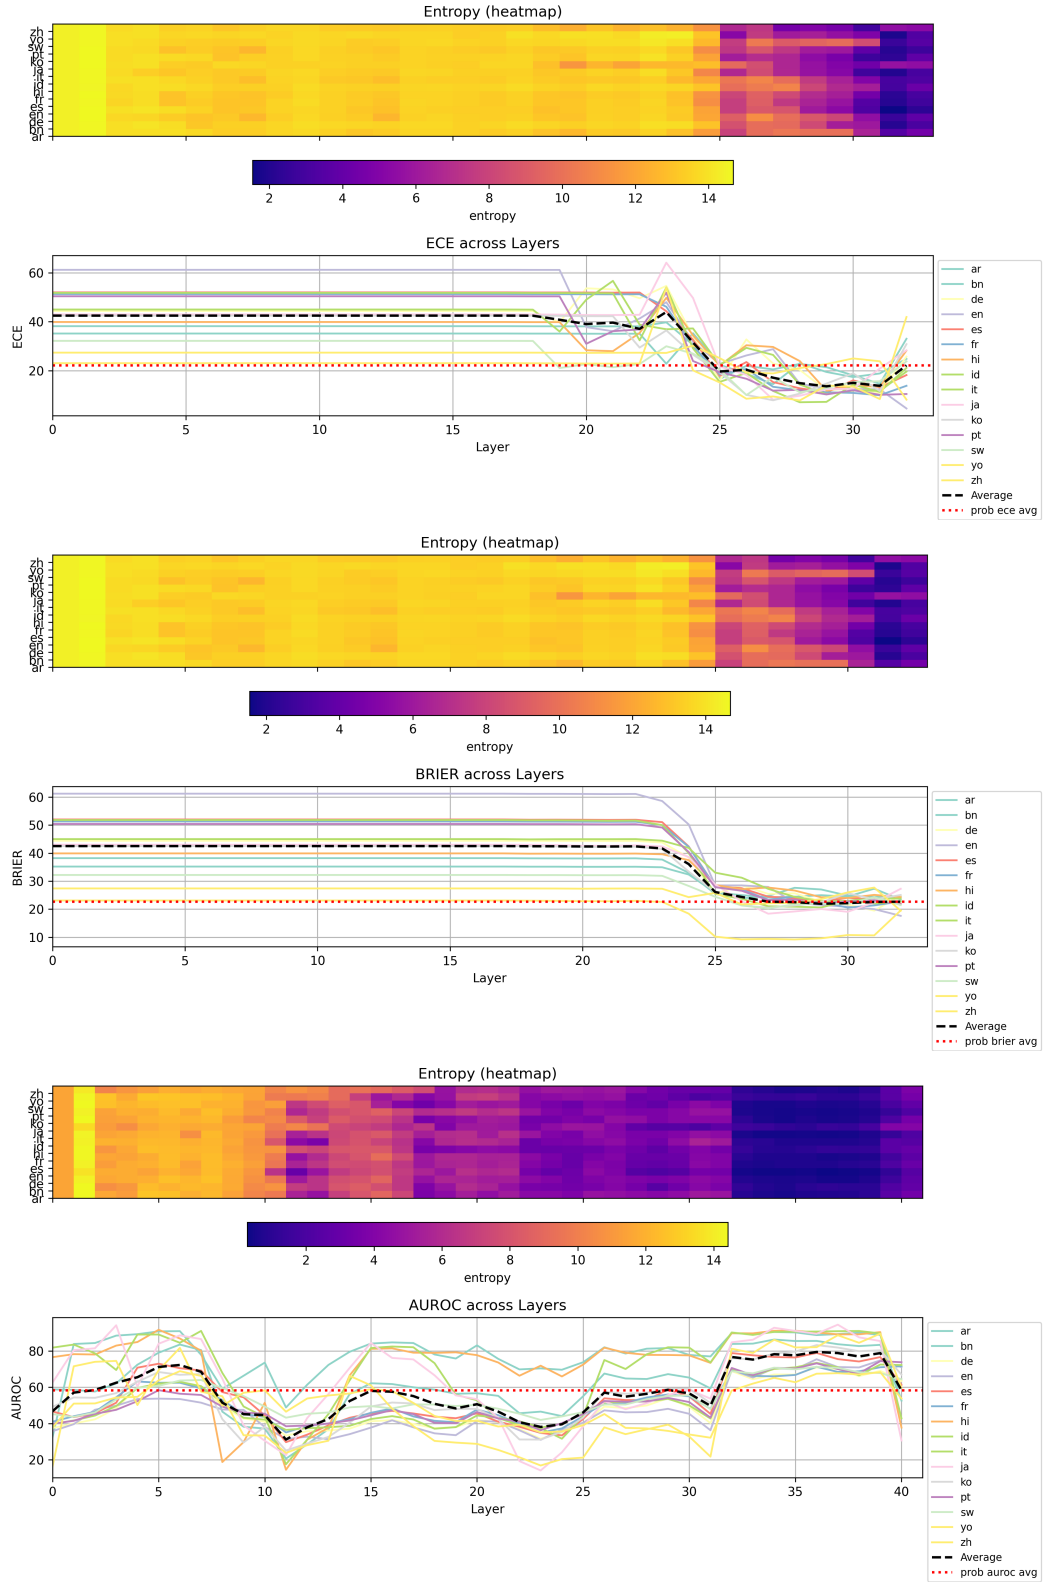 Entropy (heatmap)
zh
yo
sw
pt
ko
ja
it
id
hi
fr
es
en
de
bn
ar
2 4 6 8 10 12 14
entropy
ECE across Layers
60
40
20
ECE
0 5 10 15 20 25 30
Layer
ar
bn
de
en
es
fr
hi
id
it
ja
ko
pt
sw
yo
zh
Average
prob ece avg
Entropy (heatmap)
zh
yo
sw
pt
ko
ja
it
id
hi
fr
es
en
de
bn
ar
2 4 6 8 10 12 14
entropy
BRIER across Layers
60
50
40
30
20
10
BRIER
0 5 10 15 20 25 30
Layer
ar
bn
de
en
es
fr
hi
id
it
ja
ko
pt
sw
yo
zh
Average
prob brier avg
Entropy (heatmap)
zh
yo
sw
pt
ko
ja
it
id
hi
fr
es
en
de
bn
ar
2 4 6 8 10 12 14
entropy
AUROC across Layers
80
60
40
20
AUROC
0 5 10 15 20 25 30 35 40
Layer
ar
bn
de
en
es
fr
hi
id
it
ja
ko
pt
sw
yo
zh
Average
prob auroc avg